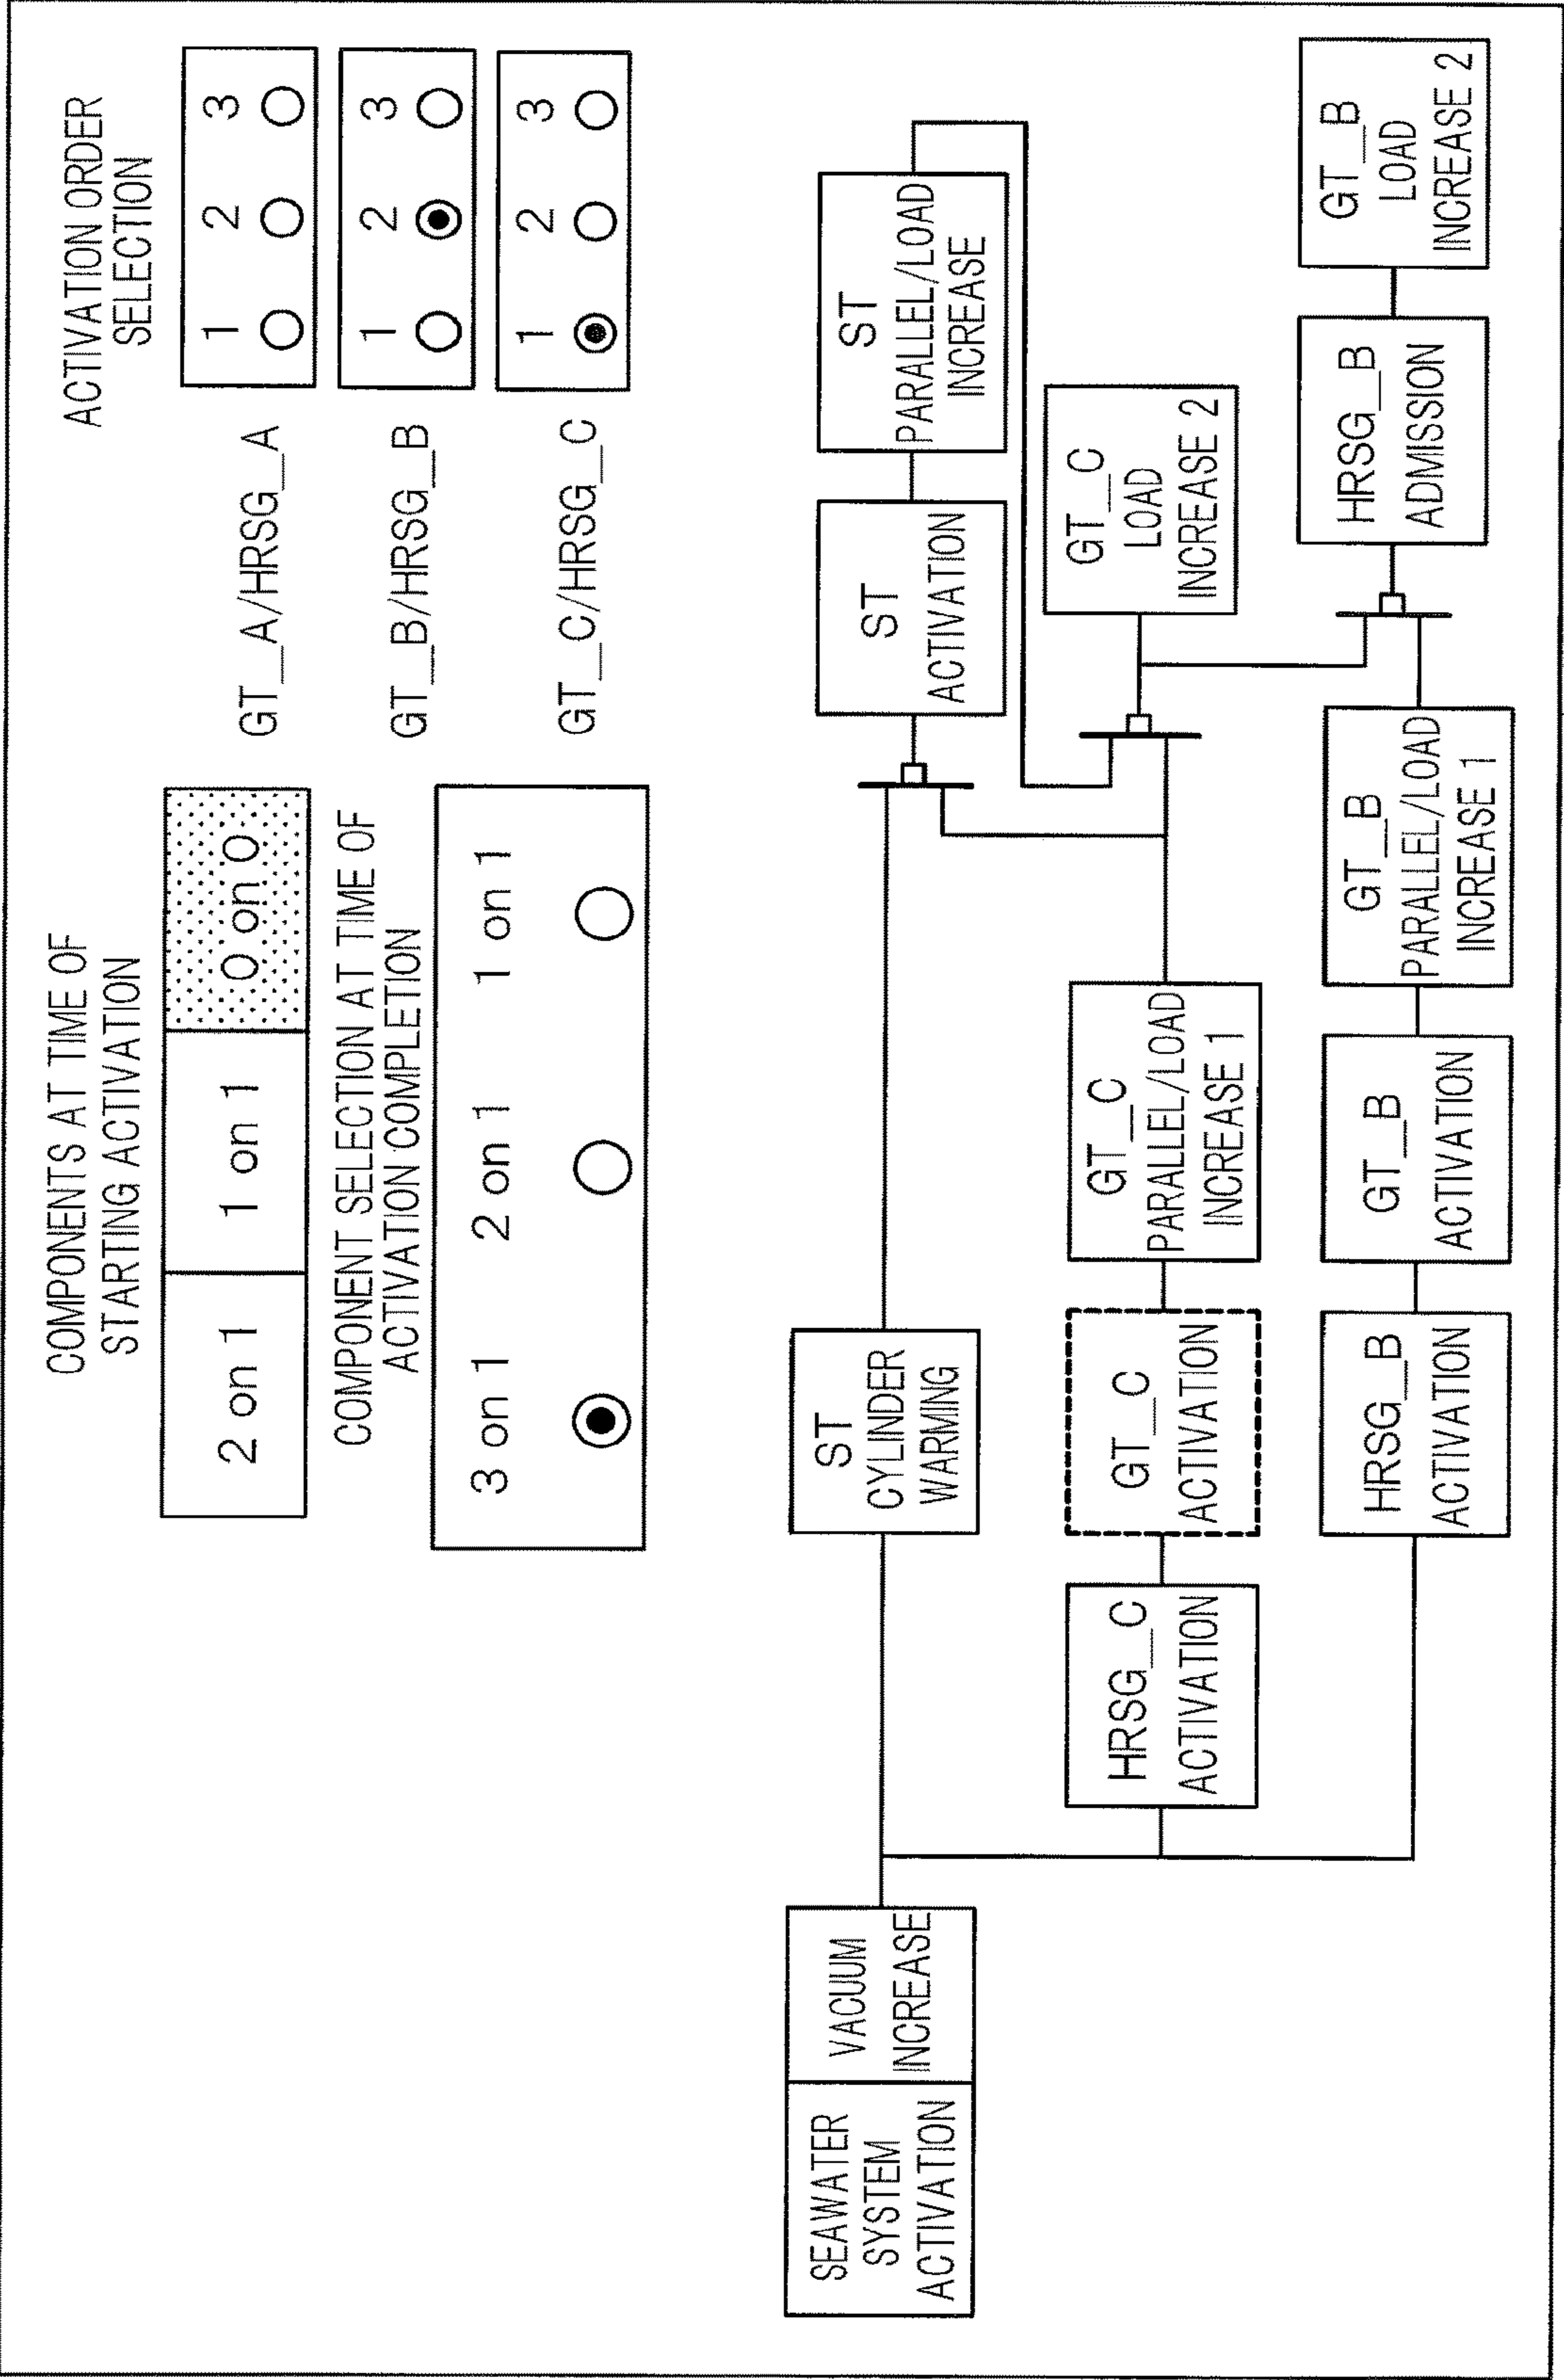 COMPONENTS AT TIME OF
STARTING ACTIVATION
2 on 1 1 on 1 0 on 0
COMPONENT SELECTION AT TIME OF
ACTIVATION COMPLETION
3 on 1 2 on 1 1 on 1
ACTIVATION ORDER
SELECTION
GT_A/HRSG_A 1 2 3
GT_B/HRSG_B 1 2 3
GT_C/HRSG_C 1 2 3
SEAWATER
SYSTEM
ACTIVATION
VACUUM
INCREASE
ST
CYLINDER
WARMING
ST
ACTIVATION
ST
PARALLEL/LOAD
INCREASE
HRSG_C
ACTIVATION
GT_C
ACTIVATION
GT_C
PARALLEL/LOAD
INCREASE 1
GT_C
LOAD
INCREASE 2
HRSG_B
ACTIVATION
GT_B
ACTIVATION
GT_B
PARALLEL/LOAD
INCREASE 1
HRSG_B
ADMISSION
GT_B
LOAD
INCREASE 2